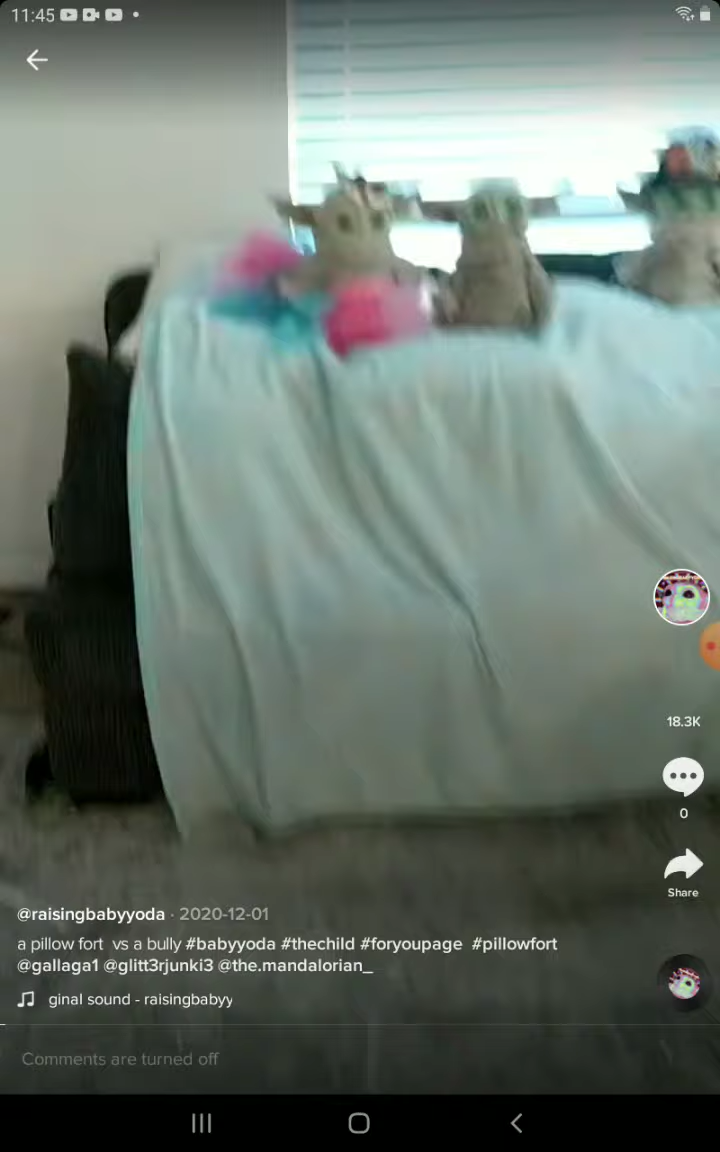 11:45
18.3K
0
Share
@raisingbabyyoda · 2020-12-01
a pillow fort vs a bully #babyyoda #thechild #foryoupage #pillowfort
@gallaga1 @glitt3rjunki3 @the.mandalorian_
ginal sound - raisingbabyy
Comments are turned off